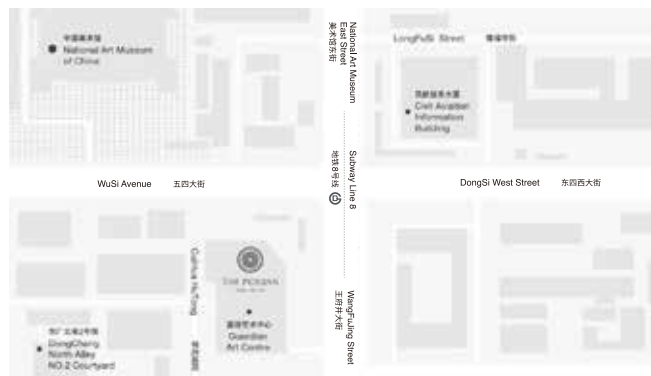 中国美术馆
National Art Museum
of China
National Art Museum
East Street
美术馆东街
LongFuSi Street
隆福寺街
民航信息大厦
Civil Aviation
Information
Building
WuSi Avenue 五四大街
Subway Line 8
地铁8号线
DongSi West Street 东四西大街
CuiHua HuTong
翠花胡同
THE PUXUAN
嘉德艺术中心
Guardian
Art Centre
WangFuJing Street
王府井大街
东厂北巷2号院
DongCheng
North Alley
NO.2 Courtyard